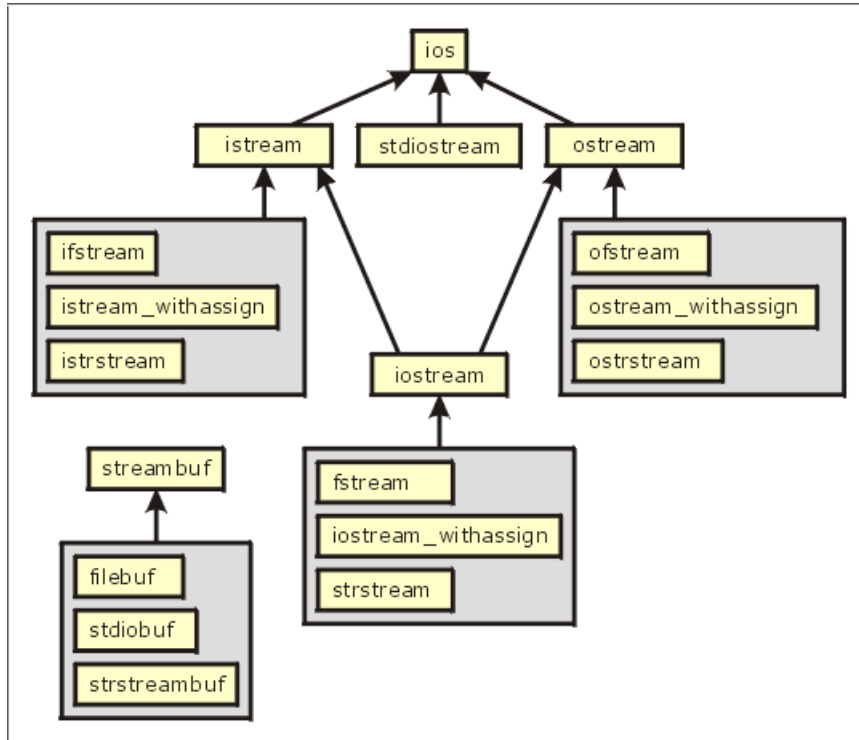 ios
istream
stdiostream
ostream
ifstream
istream_withassign
istrstream
ofstream
ostream_withassign
ostrstream
iostream
streambuf
fstream
iostream_withassign
strstream
filebuf
stdiobuf
strstreambuf